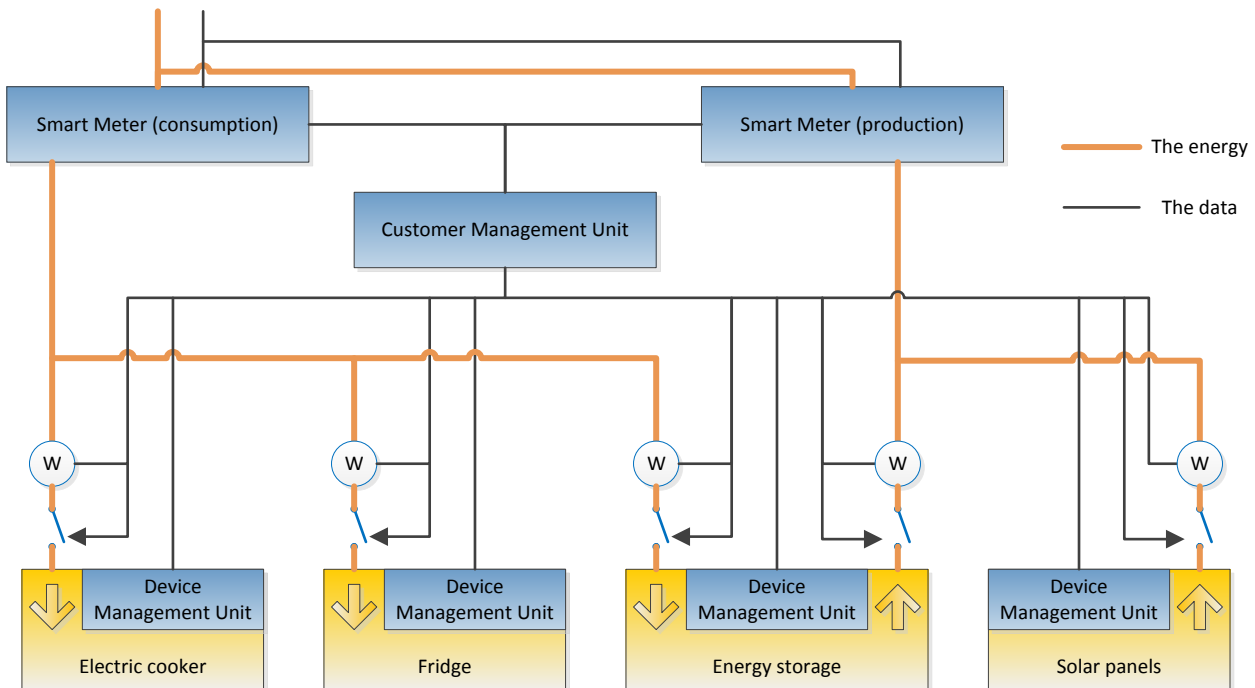 Smart Meter (consumption)
Smart Meter (production)
The energy
The data
Customer Management Unit
W
W
W
W
W
Device
Management Unit
Device
Management Unit
Device
Management Unit
Device
Management Unit
Electric cooker
Fridge
Energy storage
Solar panels